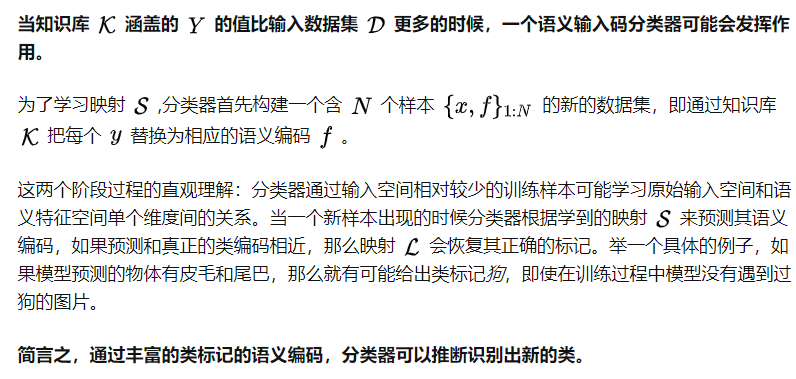 当知识库 𝒦 涵盖的 Y 的值比输入数据集 𝒟 更多的时候，一个语义输入码分类器可能会发挥作
用。
为了学习映射 𝒮 ,分类器首先构建一个含 N 个样本 {x, f}₁:N 的新的数据集，即通过知识库
𝒦 把每个 y 替换为相应的语义编码 f 。
这两个阶段过程的直观理解：分类器通过输入空间相对较少的训练样本可能学习原始输入空间和语
义特征空间单个维度间的关系。当一个新样本出现的时候分类器根据学到的映射 𝒮 来预测其语义
编码，如果预测和真正的类编码相近，那么映射 ℒ 会恢复其正确的标记。举一个具体的例子，如
果模型预测的物体有皮毛和尾巴，那么就有可能给出类标记狗，即使在训练过程中模型没有遇到过
狗的图片。
简言之，通过丰富的类标记的语义编码，分类器可以推断识别出新的类。